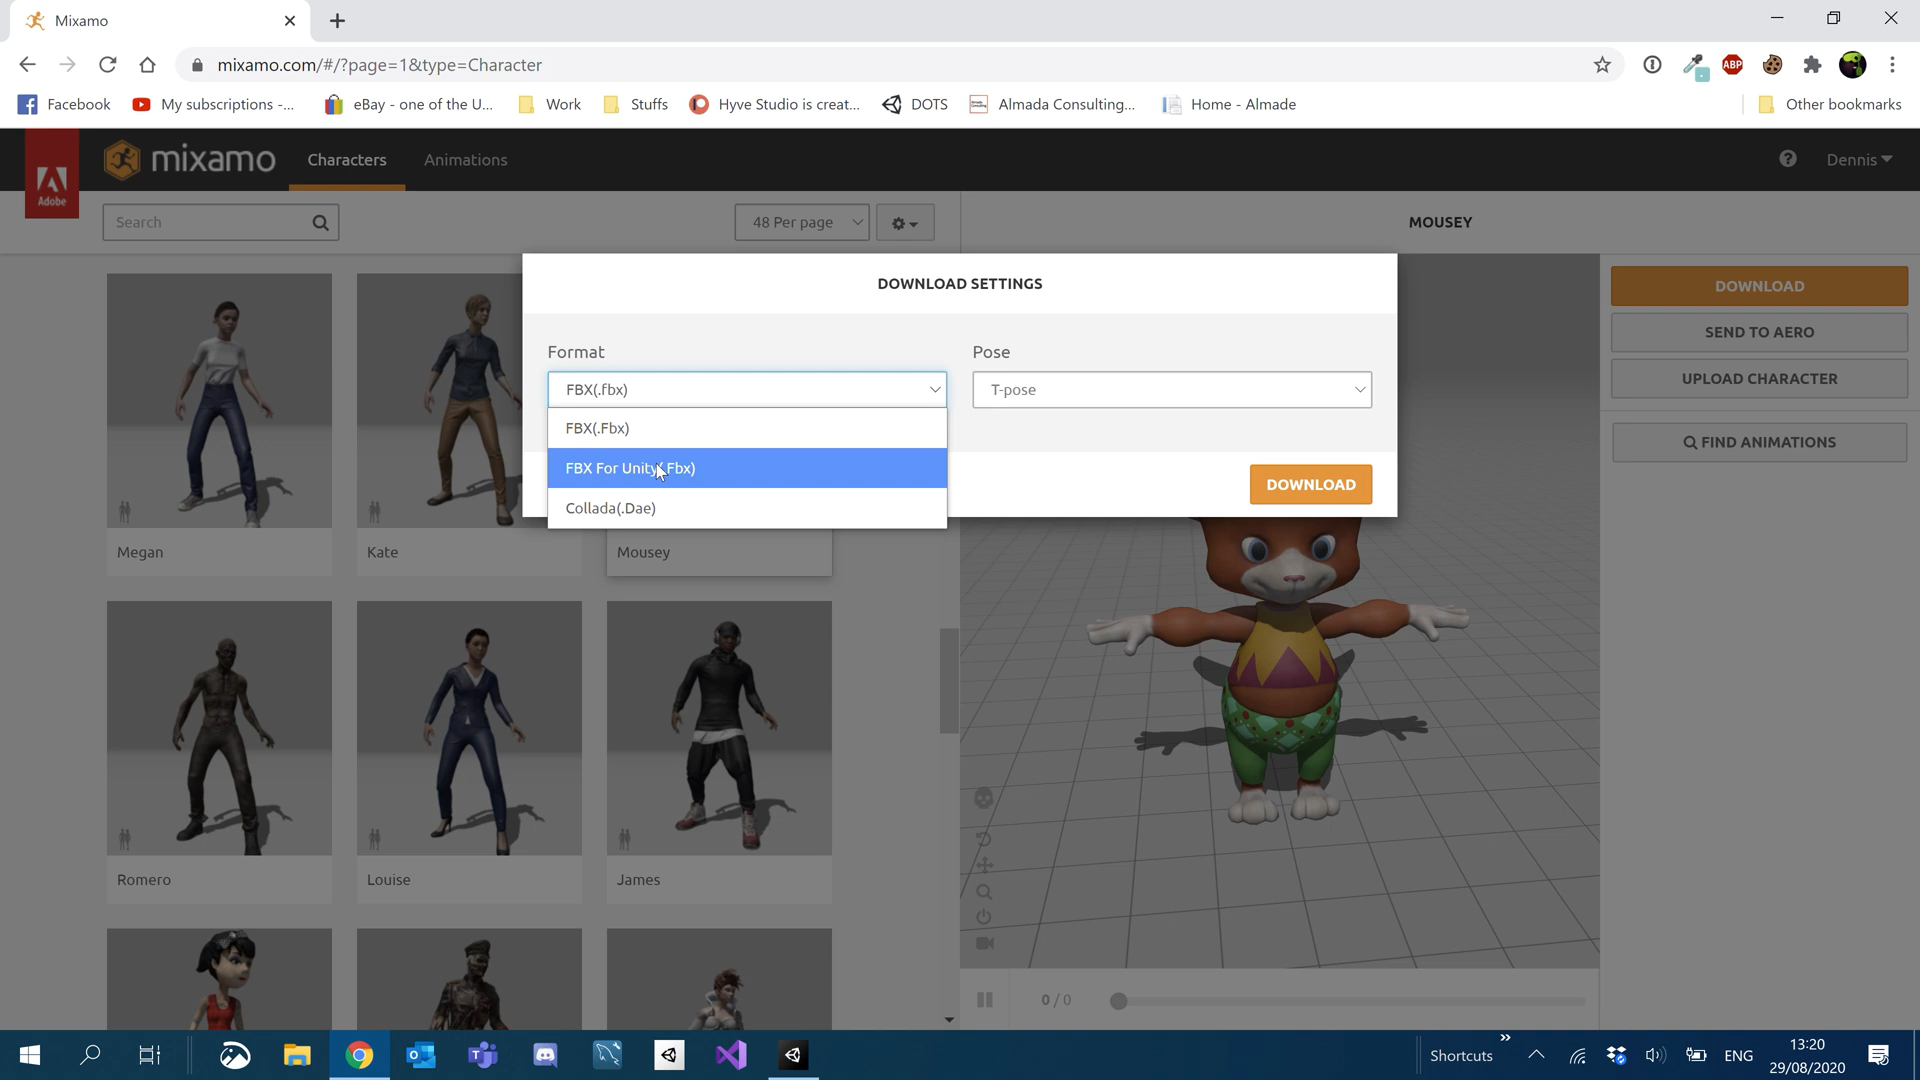 Mixamo
mixamo.com/#/?page=1&type=Character
ABP
Facebook
My subscriptions -...
eBay - one of the U...
Work
Stuffs
Hyve Studio is creat...
DOTS
Almada Consulting...
Home - Almade
Other bookmarks
Adobe
mixamo
Characters
Animations
Dennis
Search
48 Per page
MOUSEY
DOWNLOAD SETTINGS
Format
Pose
FBX(.fbx)
T-pose
FBX(.Fbx)
FBX For Unity(.Fbx)
Collada(.Dae)
DOWNLOAD
DOWNLOAD
SEND TO AERO
UPLOAD CHARACTER
FIND ANIMATIONS
Megan
Kate
Mousey
Romero
Louise
James
0 / 0
Shortcuts
ENG
13:20
29/08/2020